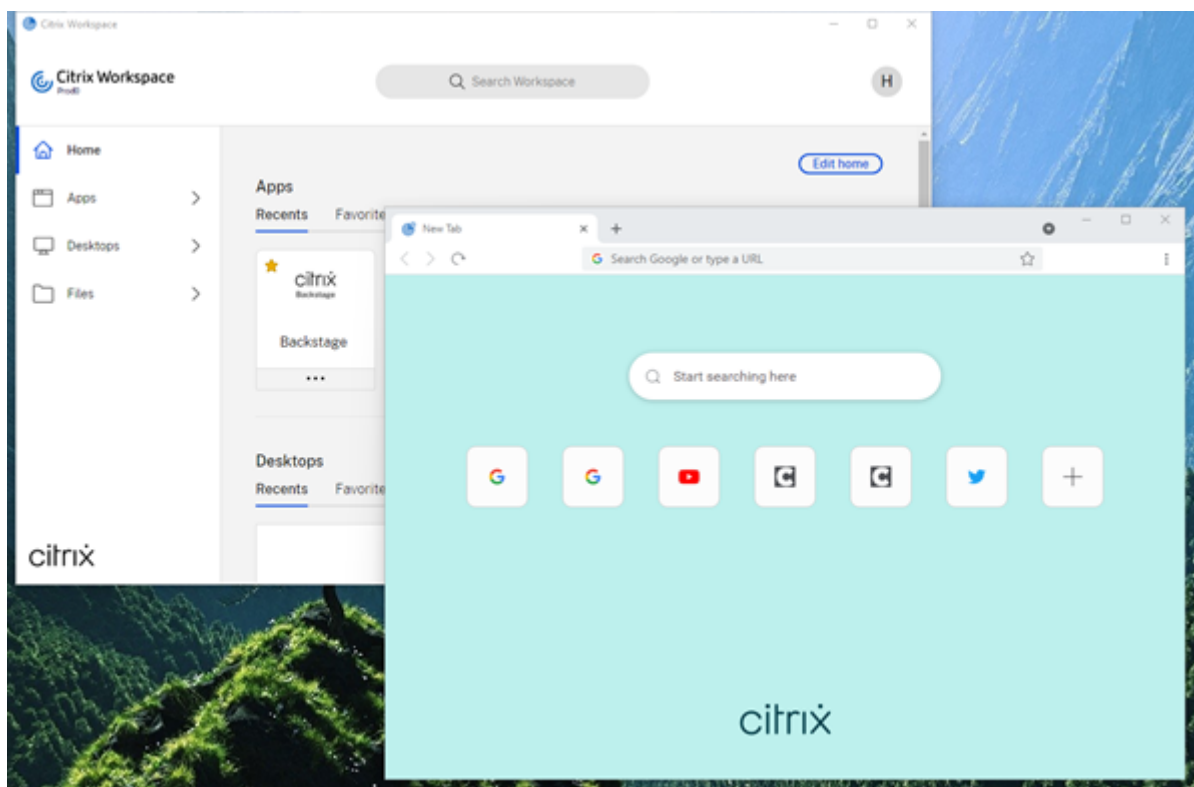 Citrix Workspace
Citrix Workspace
Search Workspace
H
Home
Edit home
Apps
Apps
Recents Favorite
Desktops
Files
citrix
Backstage
Backstage
•••
Desktops
Recents Favorite
citrix
New Tab
Search Google or type a URL
Start searching here
citrix